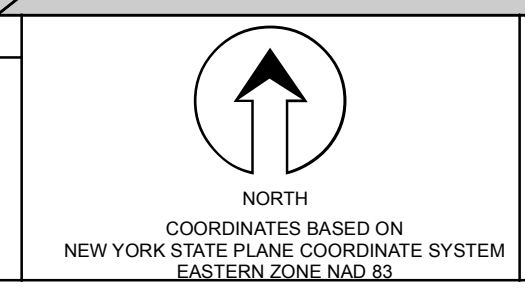 NORTH
COORDINATES BASED ON
NEW YORK STATE PLANE COORDINATE SYSTEM
EASTERN ZONE NAD 83